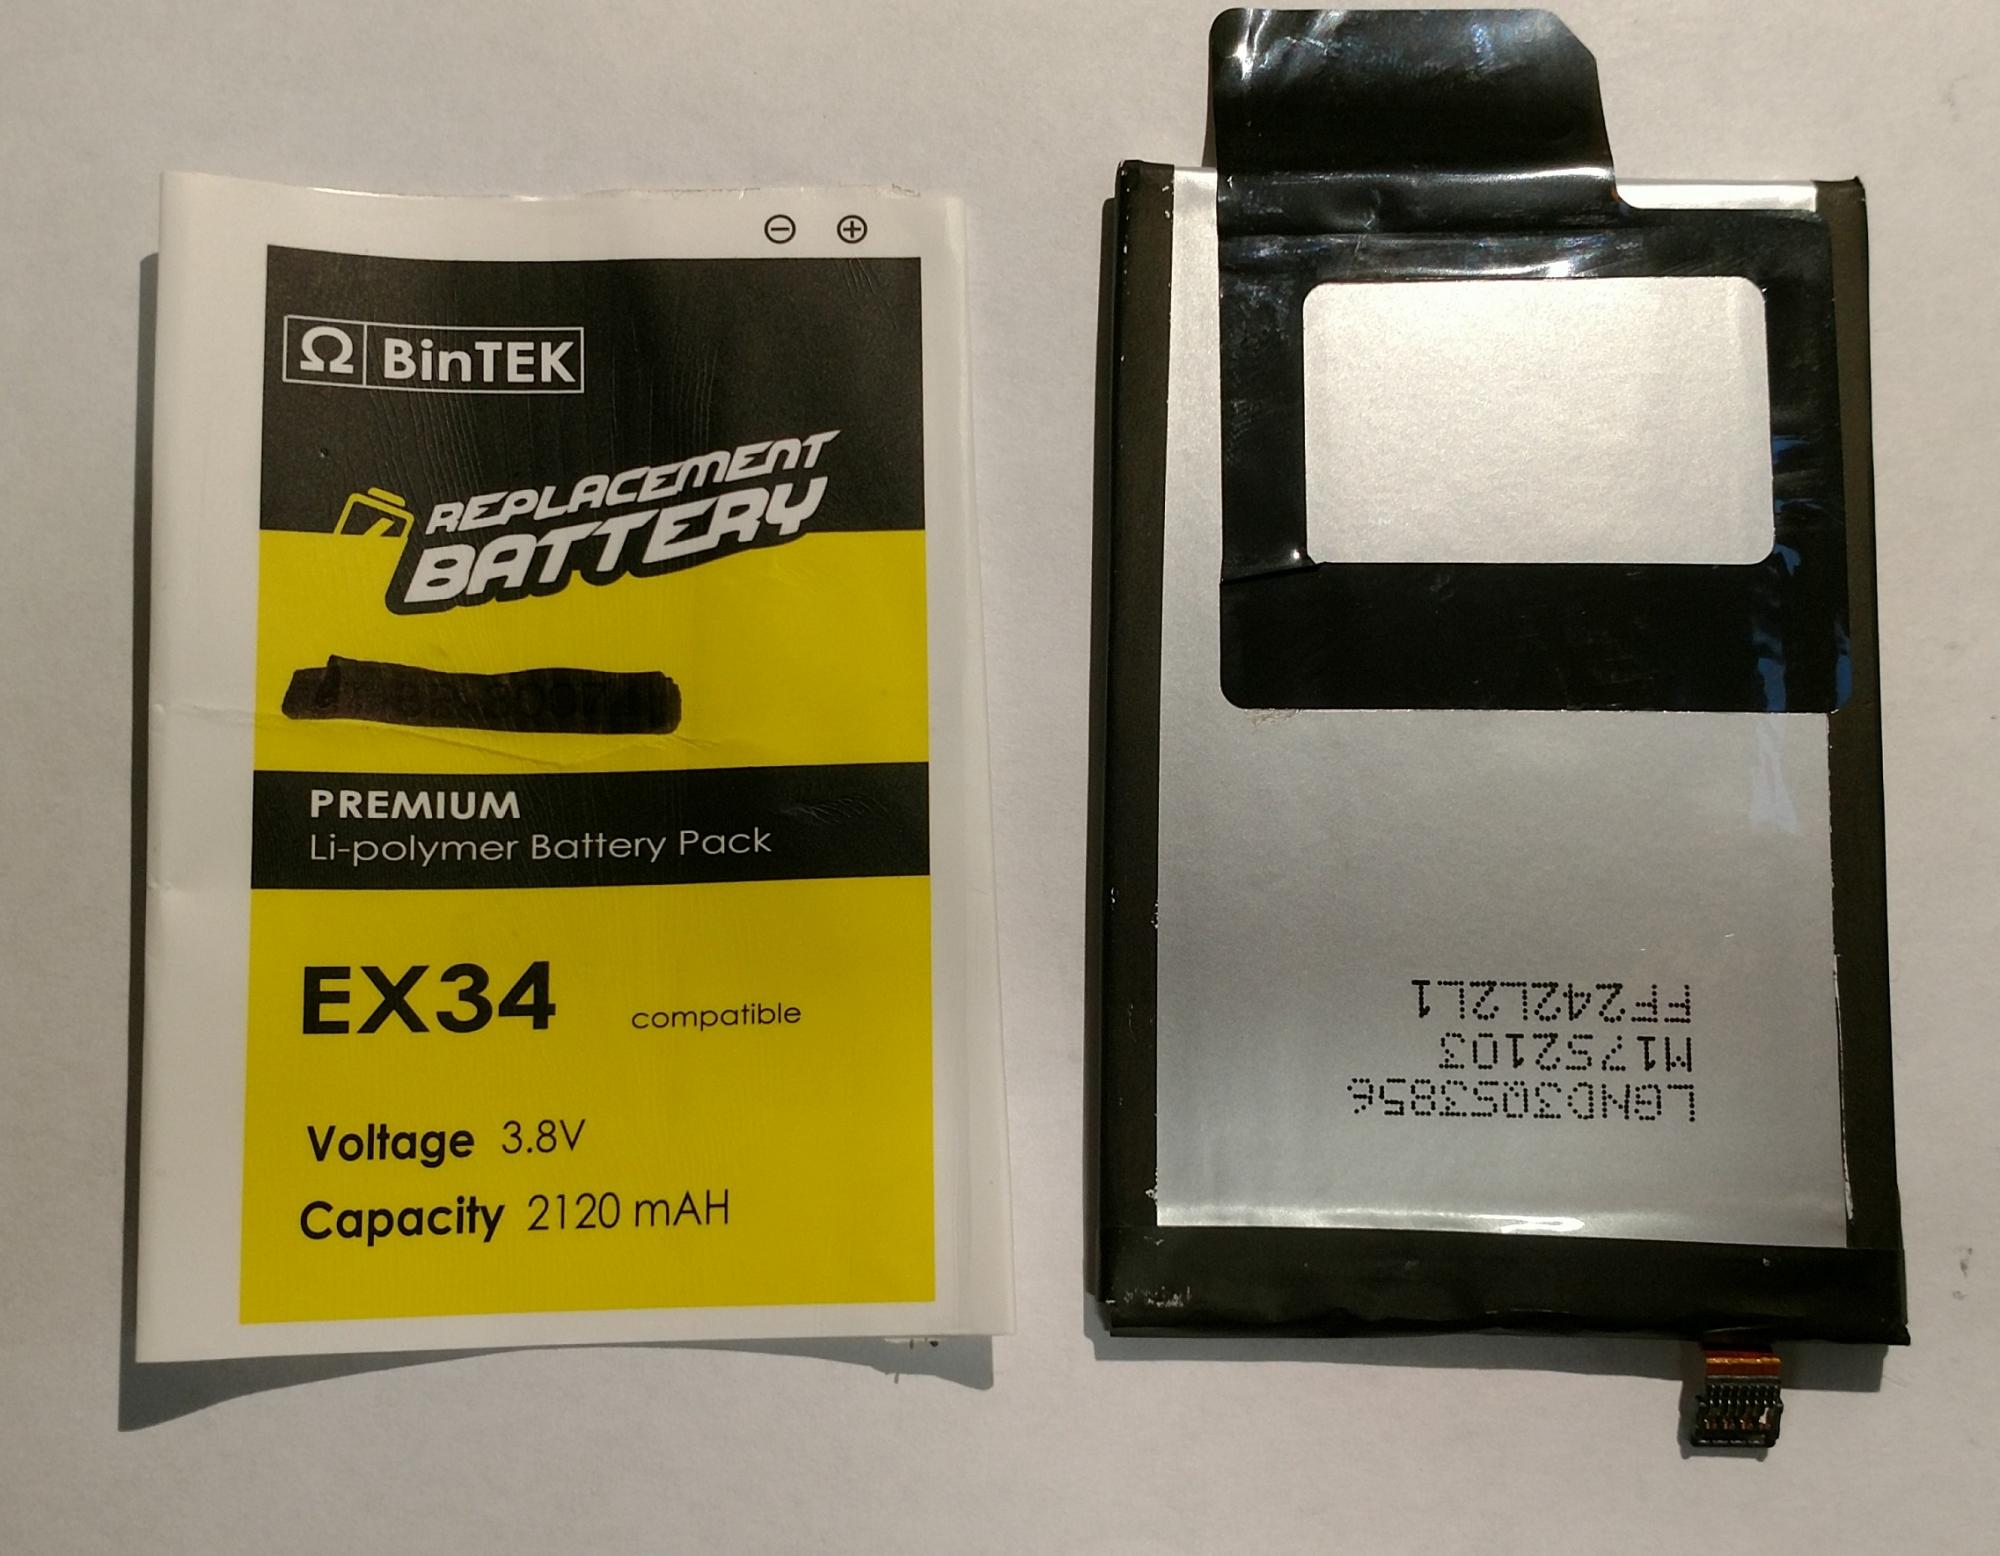 ⊖ ⊕
Ω BinTEK
REPLACEMENT
BATTERY
PREMIUM
Li-polymer Battery Pack
EX34 compatible
Voltage 3.8V
Capacity 2120 mAH
LGND3053856
M1752103
FF242L2L1